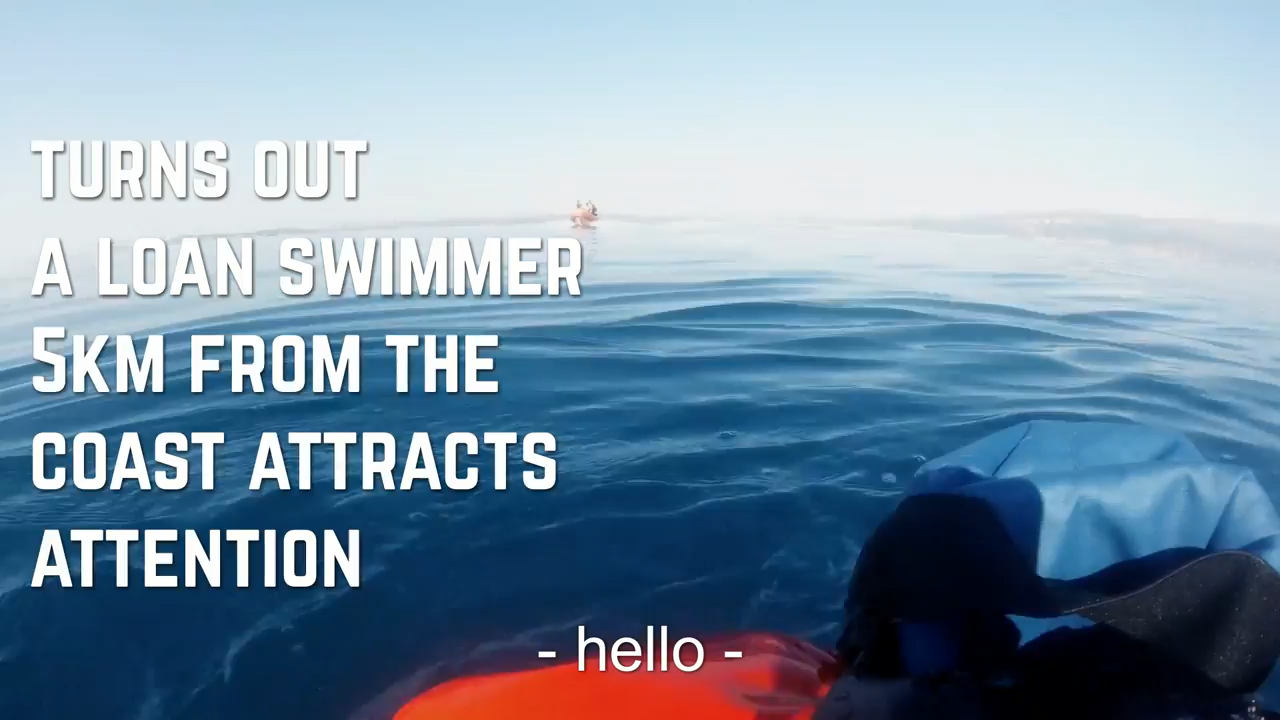 TURNS OUT
A LOAN SWIMMER
5KM FROM THE
COAST ATTRACTS
ATTENTION
- hello -